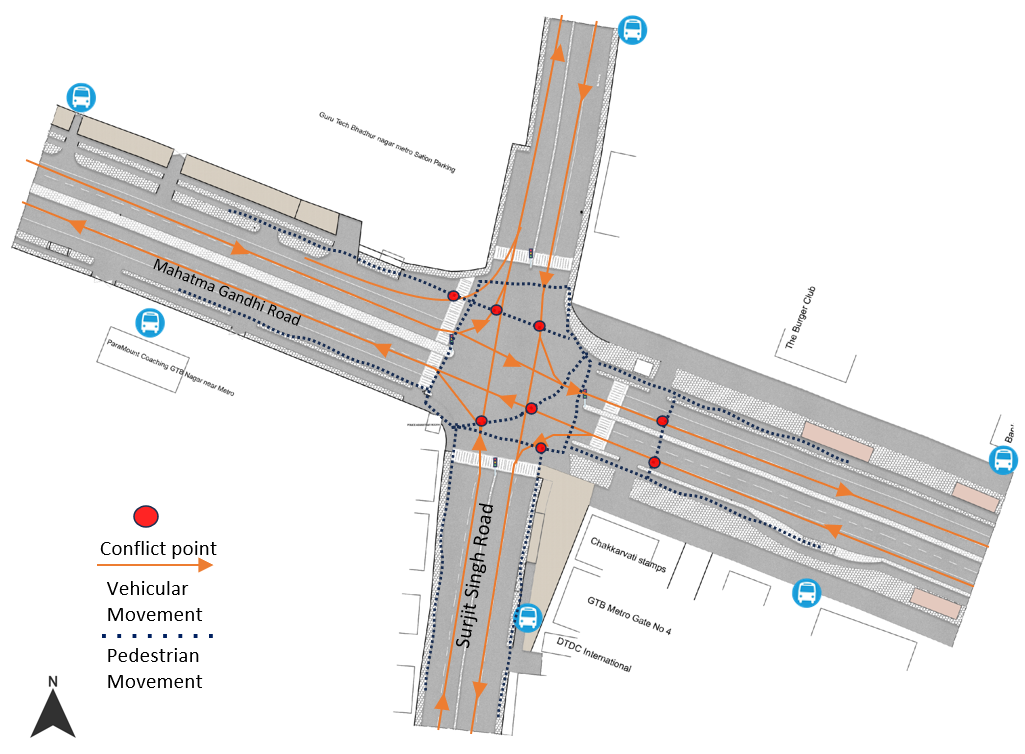 Guru Tech Bhadhur nagar metro Sation Parking
The Burger Club
Mahatma Gandhi Road
ParaMount Coaching GTB Nagar near Metro
Surjit Singh Road
Chakkarvati stamps
GTB Metro Gate No 4
DTDC International
Conflict point
Vehicular
Movement
Pedestrian
Movement
N